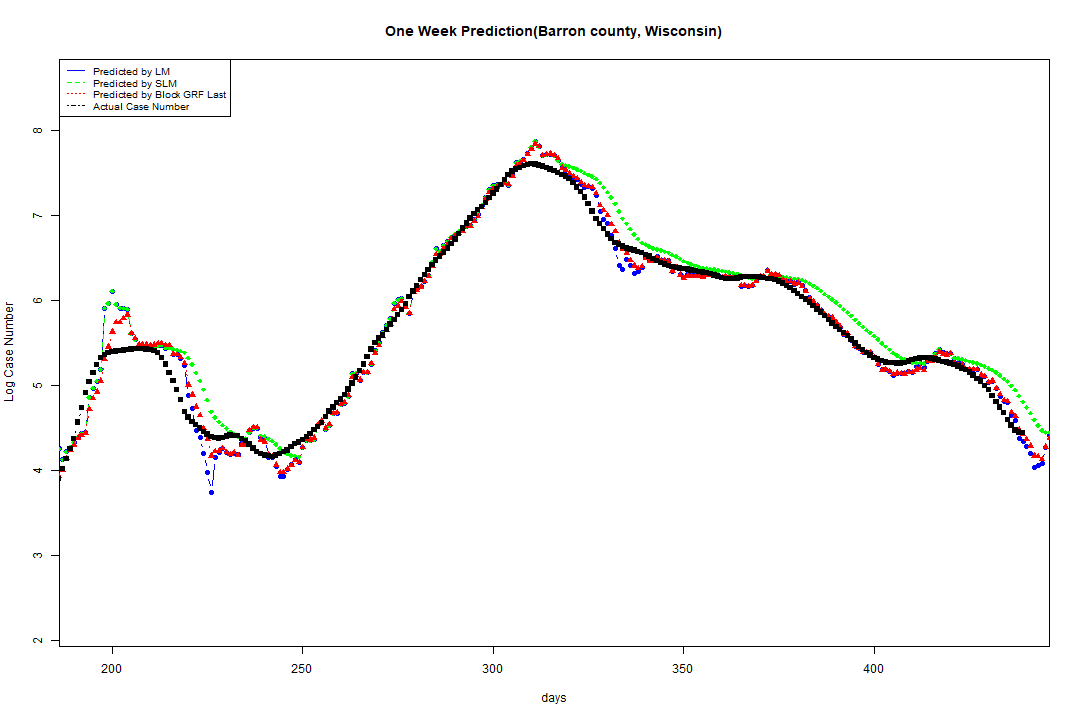 One Week Prediction(Barron county, Wisconsin)
Predicted by LM
Predicted by SLM
Predicted by Block GRF Last
Actual Case Number
8
7
6
5
4
3
2
Log Case Number
200 250 300 350 400
days